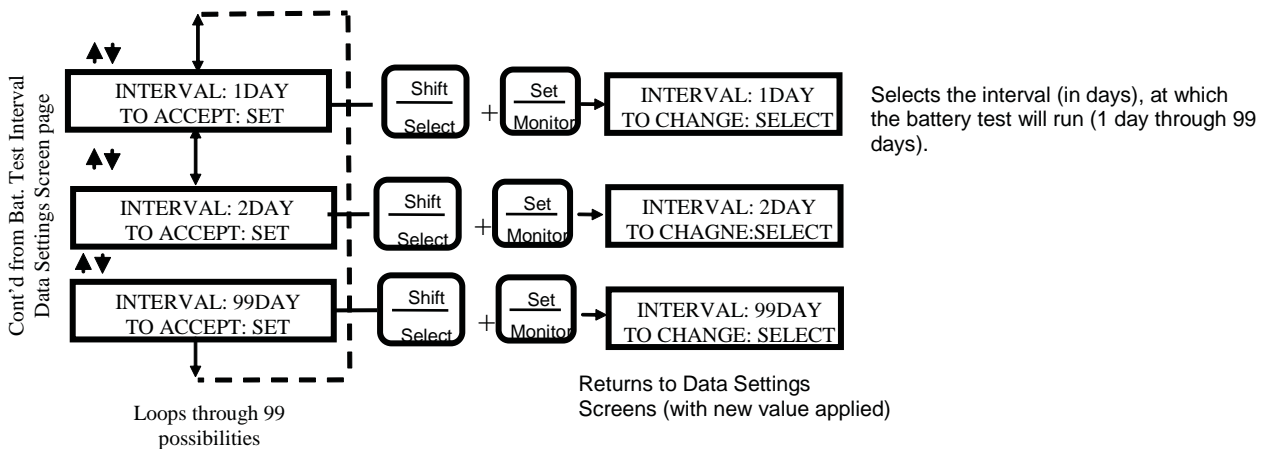 Cont'd from Bat. Test Interval
Data Settings Screen page
INTERVAL: 1DAY
TO ACCEPT: SET
Shift
Select
+
Set
Monitor
INTERVAL: 1DAY
TO CHANGE: SELECT
Selects the interval (in days), at which
the battery test will run (1 day through 99
days).
INTERVAL: 2DAY
TO ACCEPT: SET
Shift
Select
+
Set
Monitor
INTERVAL: 2DAY
TO CHAGNE:SELECT
INTERVAL: 99DAY
TO ACCEPT: SET
Shift
Select
+
Set
Monitor
INTERVAL: 99DAY
TO CHANGE: SELECT
Returns to Data Settings
Screens (with new value applied)
Loops through 99
possibilities